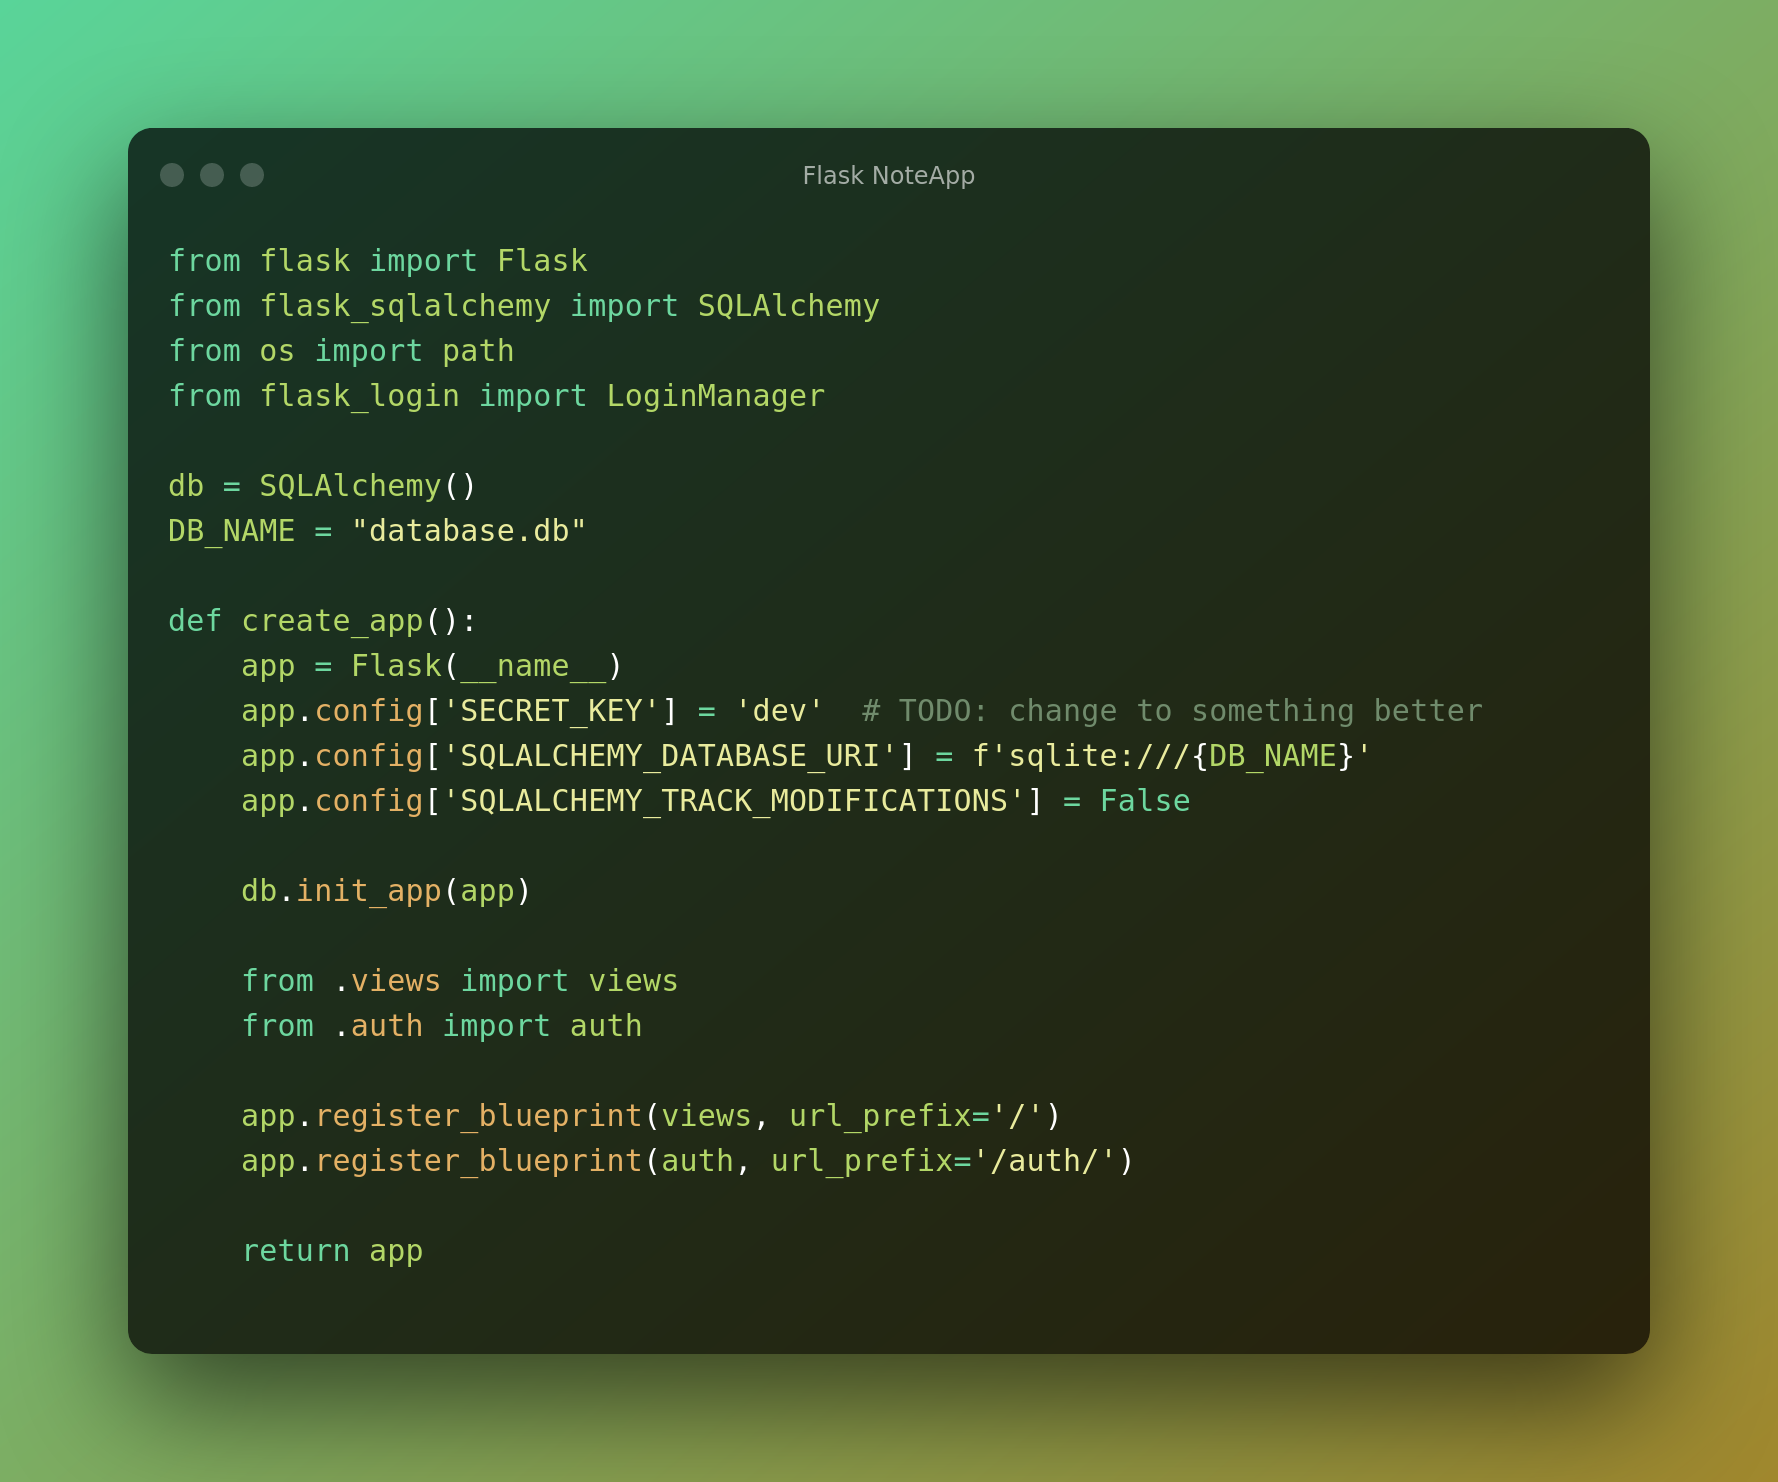 Flask NoteApp
from flask import Flask
from flask_sqlalchemy import SQLAlchemy
from os import path
from flask_login import LoginManager

db = SQLAlchemy()
DB_NAME = "database.db"

def create_app():
    app = Flask(__name__)
    app.config['SECRET_KEY'] = 'dev'  # TODO: change to something better
    app.config['SQLALCHEMY_DATABASE_URI'] = f'sqlite:///{DB_NAME}'
    app.config['SQLALCHEMY_TRACK_MODIFICATIONS'] = False

    db.init_app(app)

    from .views import views
    from .auth import auth

    app.register_blueprint(views, url_prefix='/')
    app.register_blueprint(auth, url_prefix='/auth/')

    return app